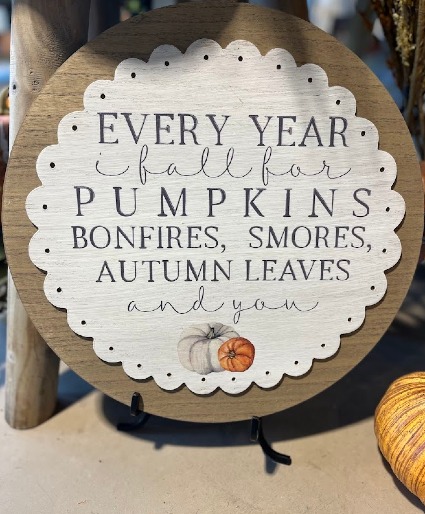 EVERY YEAR
i fall for
PUMPKINS
BONFIRES, SMORES,
AUTUMN LEAVES
and you